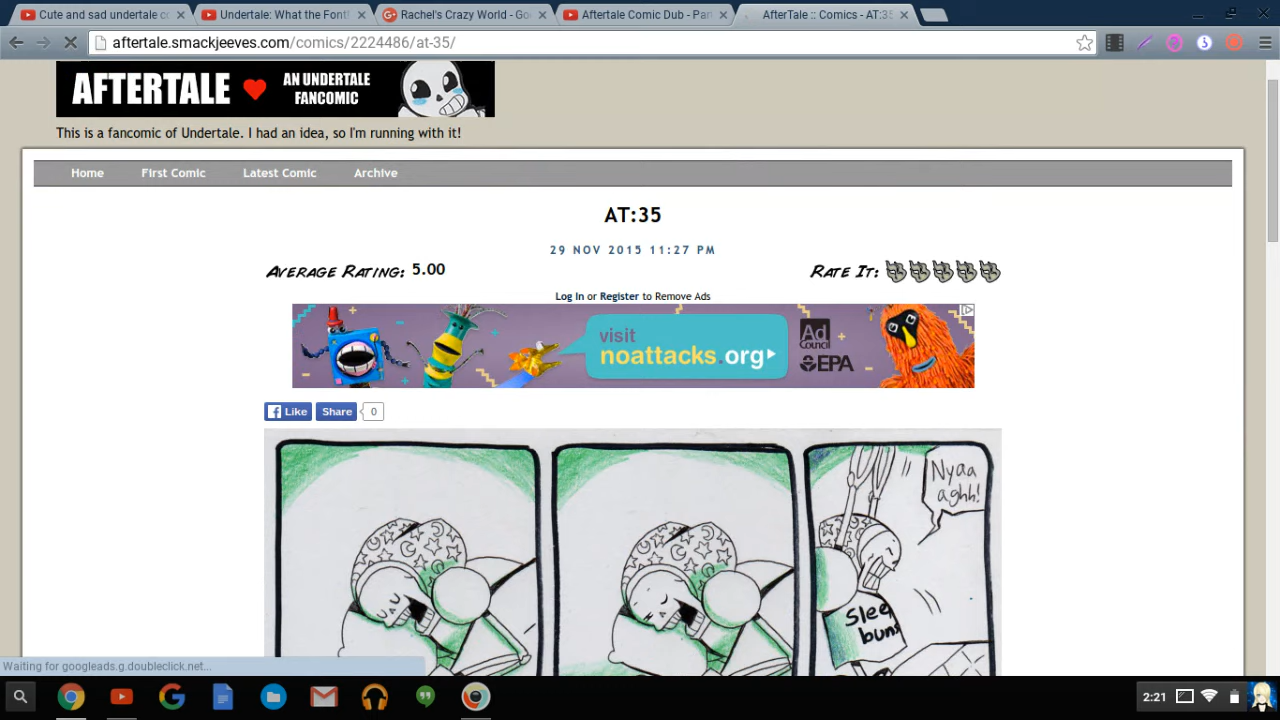 Cute and sad undertale co
Undertale: What the Font!
Rachel's Crazy World - Go
Aftertale Comic Dub - Par
AfterTale :: Comics - AT:3
aftertale.smackjeeves.com/comics/2224486/at-35/
AFTERTALE
AN UNDERTALE
FANCOMIC
This is a fancomic of Undertale. I had an idea, so I'm running with it!
Home
First Comic
Latest Comic
Archive
AT:35
29 NOV 2015 11:27 PM
AVERAGE RATING: 5.00
RATE IT:
Log In or Register to Remove Ads
visit
noattacks.org
Ad
Council
EPA
Like
Share
0
Nyaa
aghh!
Slee
buns
Waiting for googleads.g.doubleclick.net...
2:21